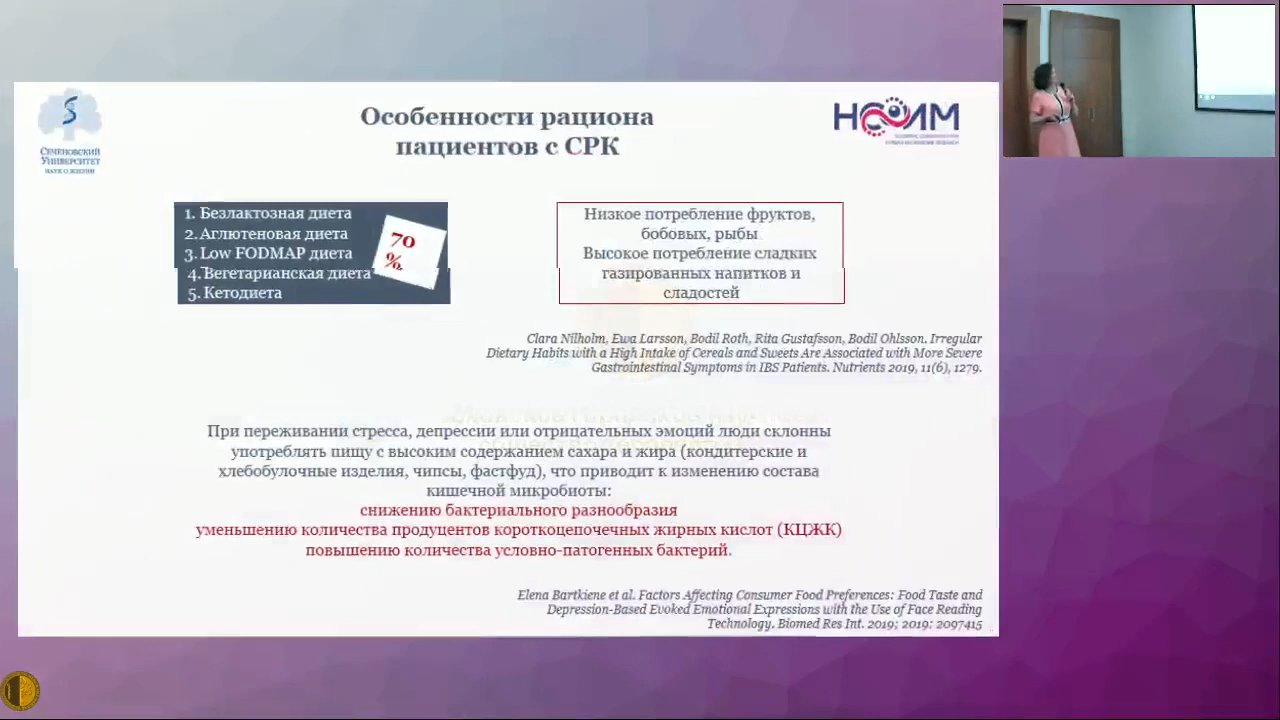 Семеновский
Университет
науки о жизни
Особенности рациона
пациентов с СРК
НОИМ
1. Безлактозная диета
2. Аглютеновая диета
3. Low FODMAP диета
4. Вегетарианская диета
5. Кетодиета
70
%
Низкое потребление фруктов,
бобовых, рыбы
Высокое потребление сладких
газированных напитков и
сладостей
Clara Nilholm, Ewa Larsson, Bodil Roth, Rita Gustafsson, Bodil Ohlsson. Irregular
Dietary Habits with a High Intake of Cereals and Sweets Are Associated with More Severe
Gastrointestinal Symptoms in IBS Patients. Nutrients 2019, 11(6), 1279.
При переживании стресса, депрессии или отрицательных эмоций люди склонны
употреблять пищу с высоким содержанием сахара и жира (кондитерские и
хлебобулочные изделия, чипсы, фастфуд), что приводит к изменению состава
кишечной микробиоты:
снижению бактериального разнообразия
уменьшению количества продуцентов короткоцепочечных жирных кислот (КЦЖК)
повышению количества условно-патогенных бактерий.
Elena Bartkiene et al. Factors Affecting Consumer Food Preferences: Food Taste and
Depression-Based Evoked Emotional Expressions with the Use of Face Reading
Technology. Biomed Res Int. 2019; 2019: 2097415